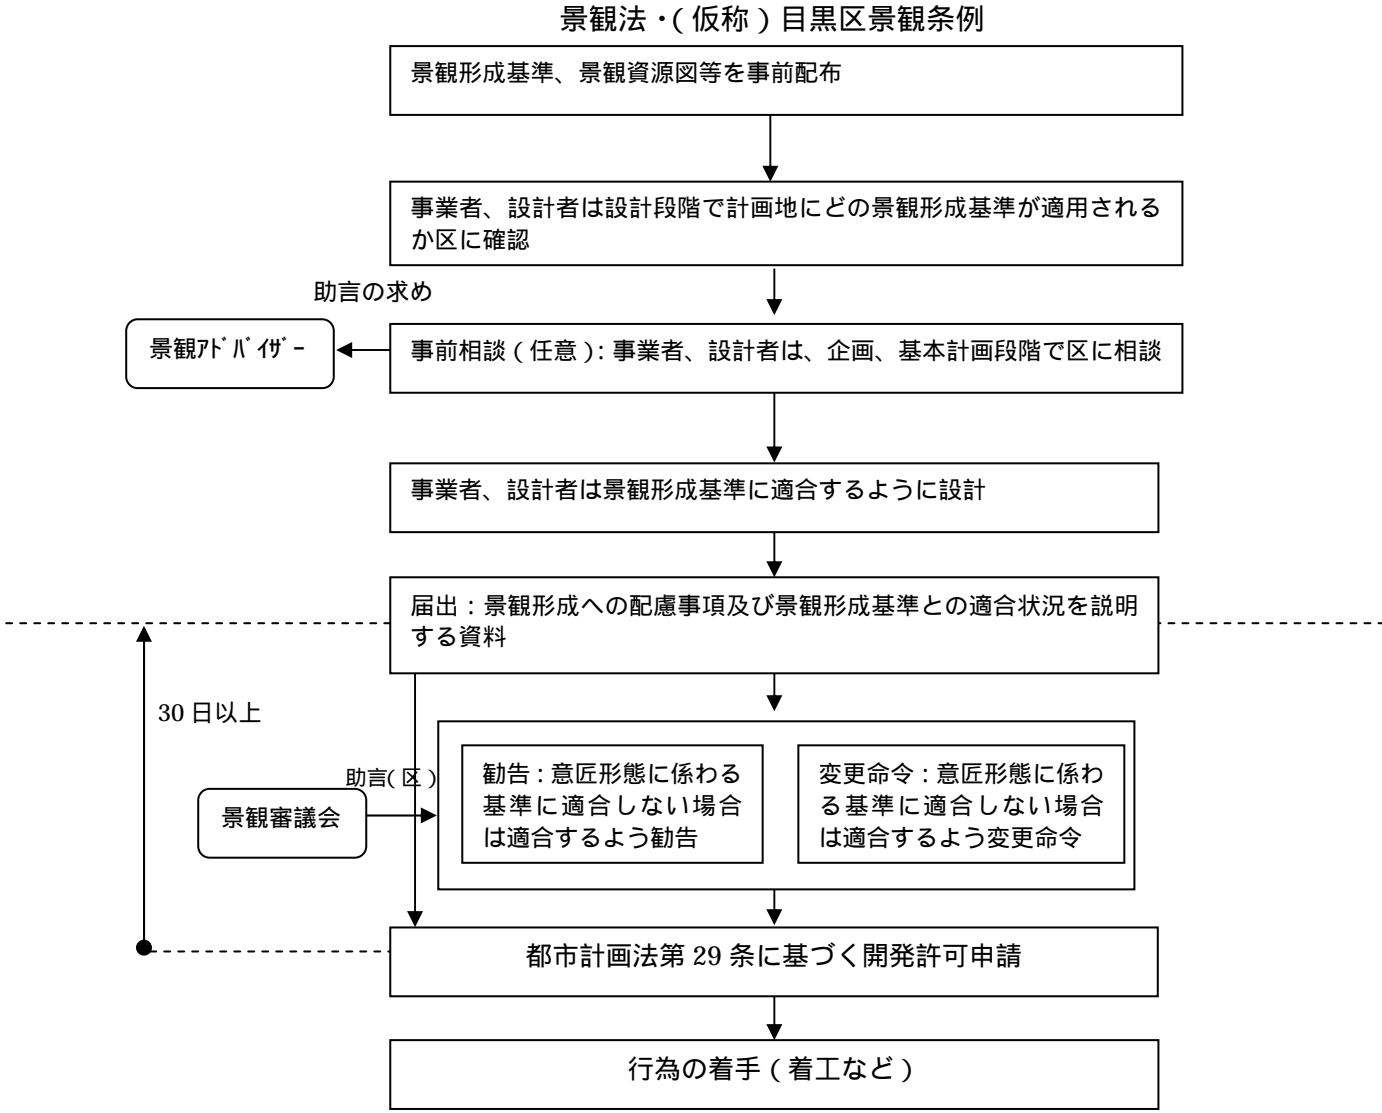 景観法・(仮称)目黒区景観条例
景観形成基準、景観資源図等を事前配布
事業者、設計者は設計段階で計画地にどの景観形成基準が適用される
か区に確認
助言の求め
景観ｱﾄﾞﾊﾞｲｻﾞｰ
事前相談(任意):事業者、設計者は、企画、基本計画段階で区に相談
事業者、設計者は景観形成基準に適合するように設計
届出:景観形成への配慮事項及び景観形成基準との適合状況を説明
する資料
30日以上
助言(区)
景観審議会
勧告:意匠形態に係わる
基準に適合しない場合
は適合するよう勧告
変更命令:意匠形態に係わ
る基準に適合しない場合
は適合するよう変更命令
都市計画法第29条に基づく開発許可申請
行為の着手(着工など)